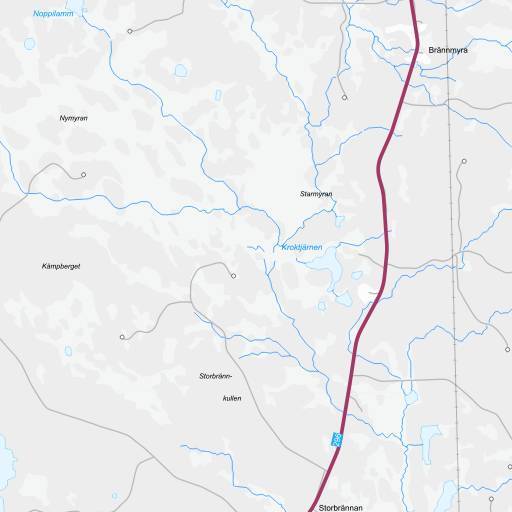 Noppilamm
Brännmyra
Nymyran
Starmyran
Kroktjärnen
Kämpberget
Storbränn-
kullen
Storbrännan